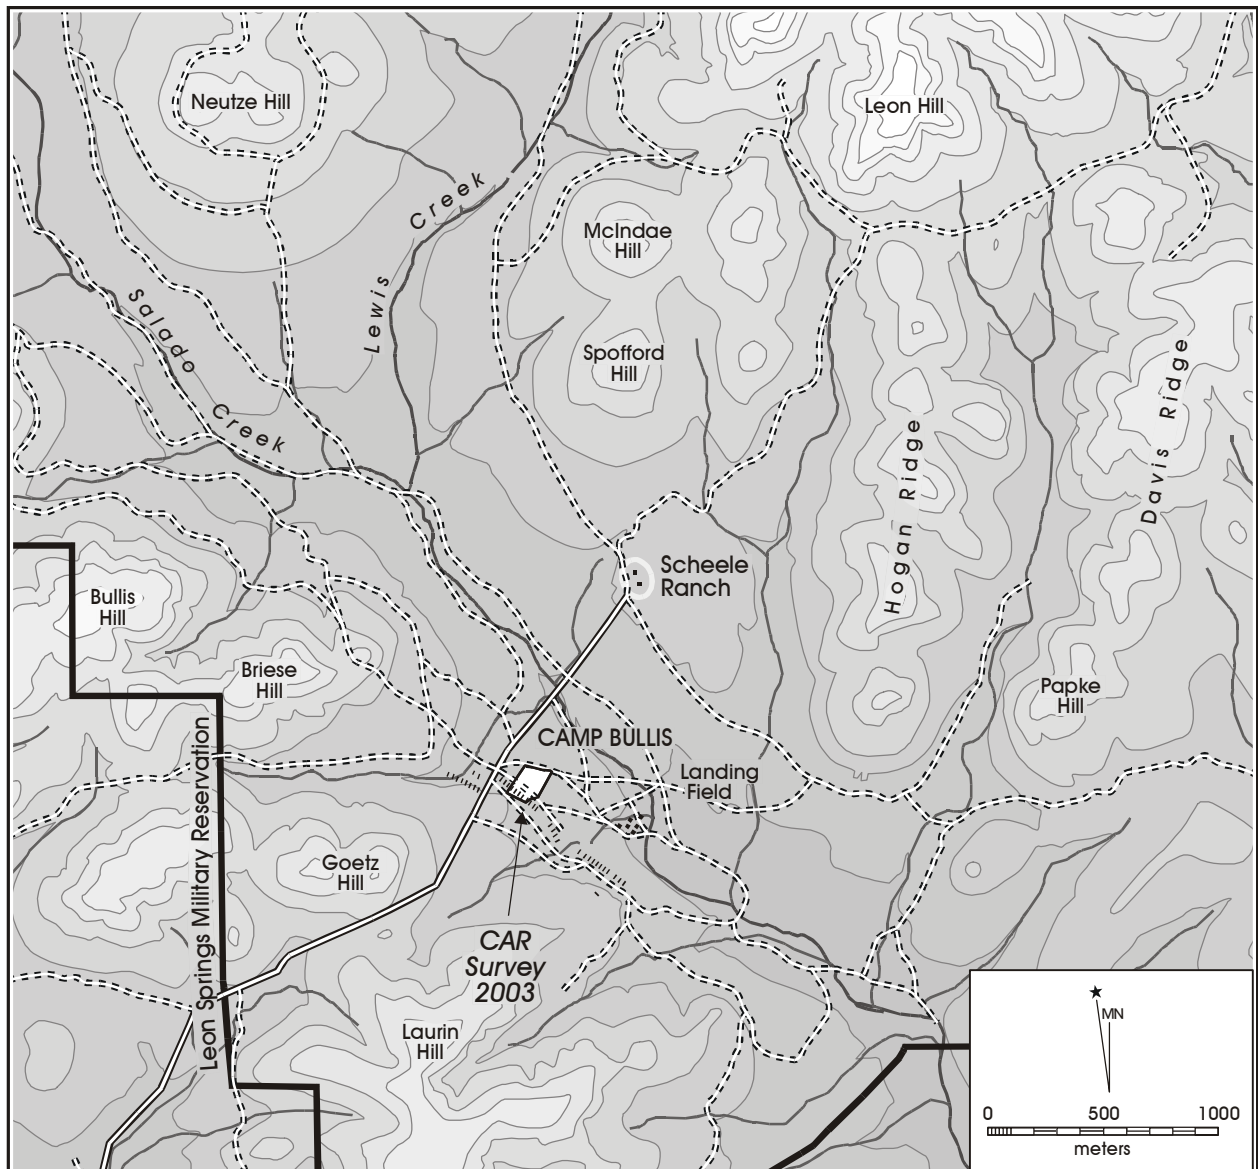 Neutze Hill
Leon Hill
Lewis Creek
McIndae
Hill
Salado Creek
Spofford
Hill
Davis Ridge
Hogan Ridge
Scheele
Ranch
Bullis
Hill
Briese
Hill
Papke
Hill
CAMP BULLIS
Landing
Field
Leon Springs Military Reservation
Goetz
Hill
CAR
Survey
2003
Laurin
Hill
MN
0 500 1000
meters